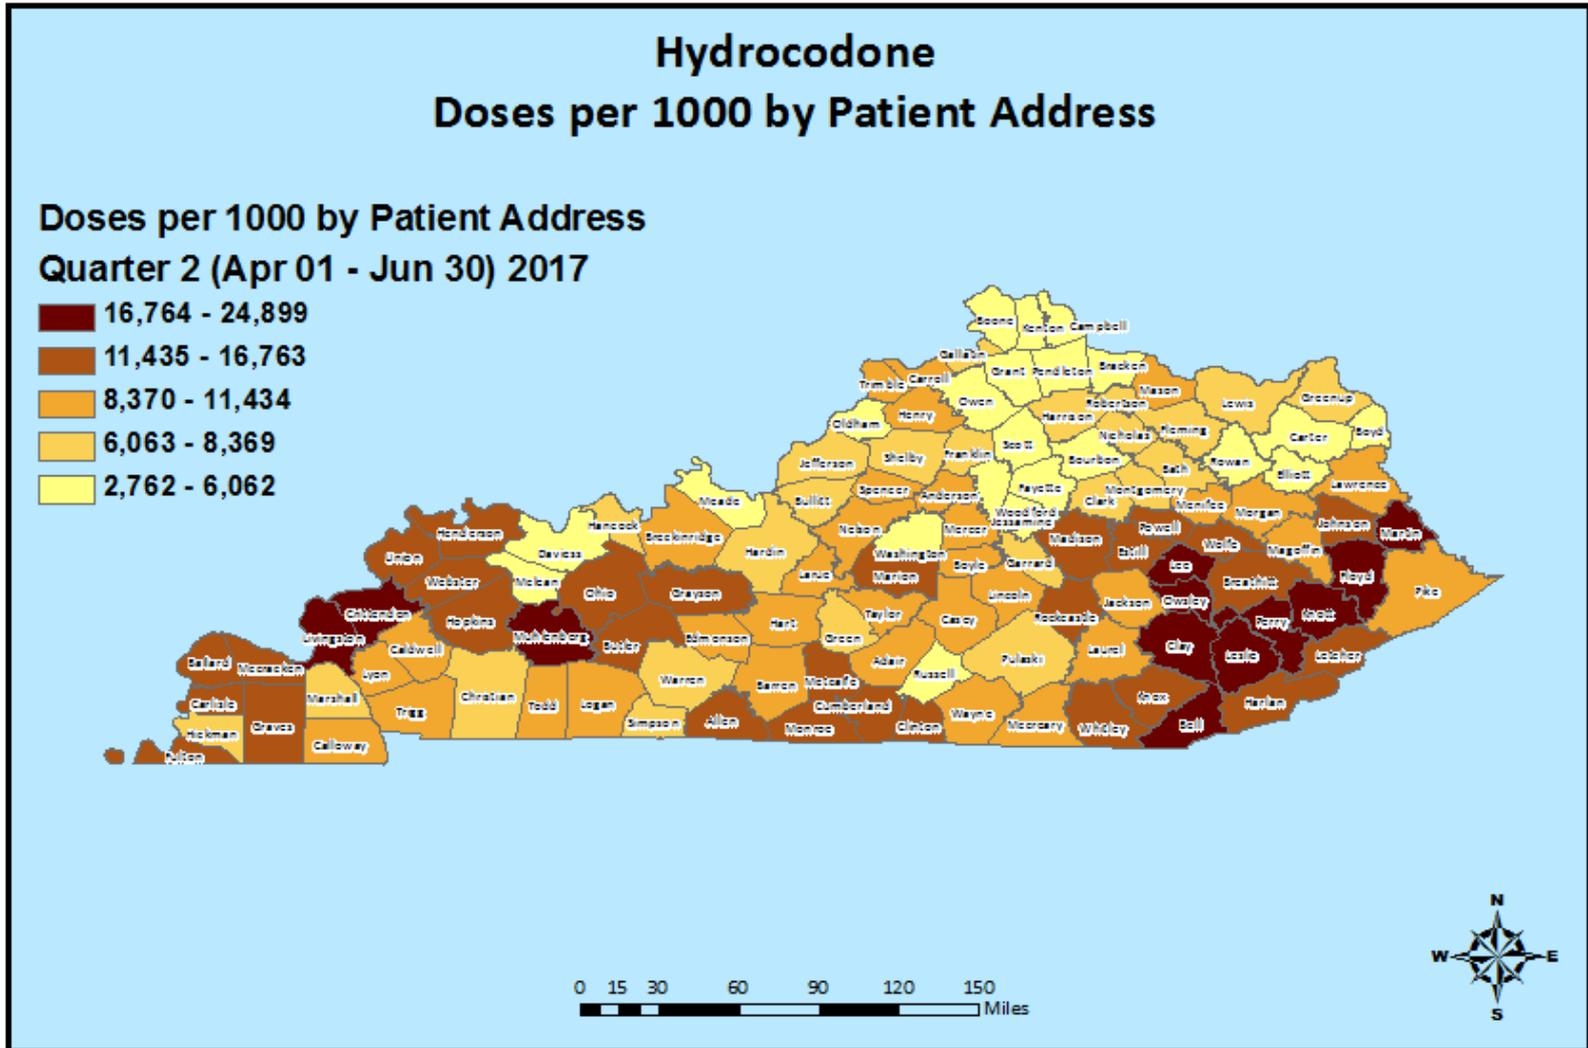 Hydrocodone
Doses per 1000 by Patient Address
Doses per 1000 by Patient Address
Quarter 2 (Apr 01 - Jun 30) 2017
16,764 - 24,899
11,435 - 16,763
8,370 - 11,434
6,063 - 8,369
2,762 - 6,062
Boone
Kenton
Campbell
Gallatin
Grant
Pendleton
Bracken
Trimble
Carroll
Mason
Owen
Robertson
Lewis
Greenup
Henry
Harrison
Oldham
Scott
Nicholas
Fleming
Carter
Boyd
Jefferson
Shelby
Franklin
Bourbon
Bath
Rowan
Elliott
Lawrence
Meade
Bullitt
Spencer
Anderson
Fayette
Woodford
Jessamine
Clark
Montgomery
Menifee
Morgan
Johnson
Martin
Henderson
Hancock
Daviess
Breckinridge
Hardin
Nelson
Washington
Mercer
Madison
Powell
Estill
Wolfe
Magoffin
Union
Webster
McLean
Ohio
Grayson
Larue
Marion
Boyle
Garrard
Lee
Breathitt
Floyd
Pike
Crittenden
Livingston
Hopkins
Muhlenberg
Butler
Edmonson
Hart
Green
Taylor
Casey
Lincoln
Rockcastle
Jackson
Owsley
Perry
Knott
Ballard
Mccracken
Lyon
Caldwell
Warren
Barren
Metcalfe
Adair
Russell
Pulaski
Laurel
Clay
Leslie
Letcher
Carlisle
Graves
Marshall
Trigg
Christian
Todd
Logan
Simpson
Allen
Monroe
Cumberland
Clinton
Wayne
Mccreary
Whitley
Knox
Bell
Harlan
Hickman
Fulton
Calloway
N
W
E
S
0 15 30 60 90 120 150
Miles